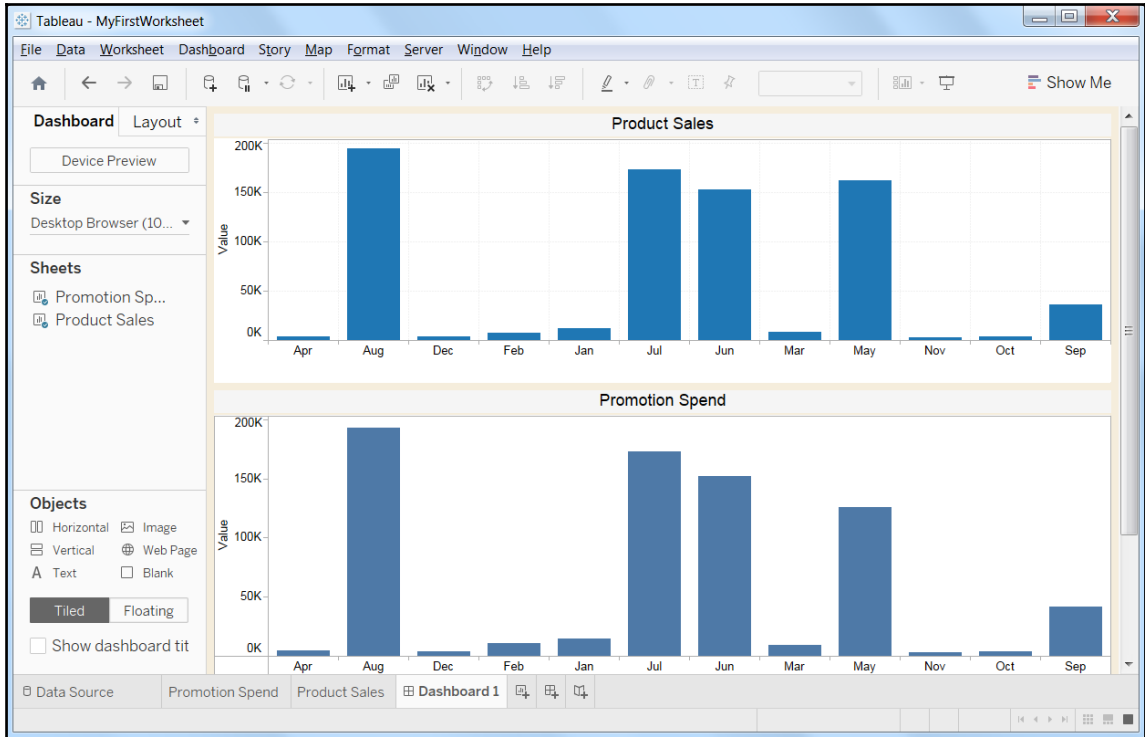 Tableau - MyFirstWorksheet
File Data Worksheet Dashboard Story Map Format Server Window Help
Show Me
Dashboard Layout
Device Preview
Size
Desktop Browser (10...
Sheets
Promotion Sp...
Product Sales
Objects
Horizontal Image
Vertical Web Page
A Text Blank
Tiled Floating
Show dashboard tit
Product Sales
200K
150K
100K
50K
0K
Value
Apr Aug Dec Feb Jan Jul Jun Mar May Nov Oct Sep
Promotion Spend
200K
150K
100K
50K
0K
Value
Apr Aug Dec Feb Jan Jul Jun Mar May Nov Oct Sep
Data Source Promotion Spend Product Sales Dashboard 1